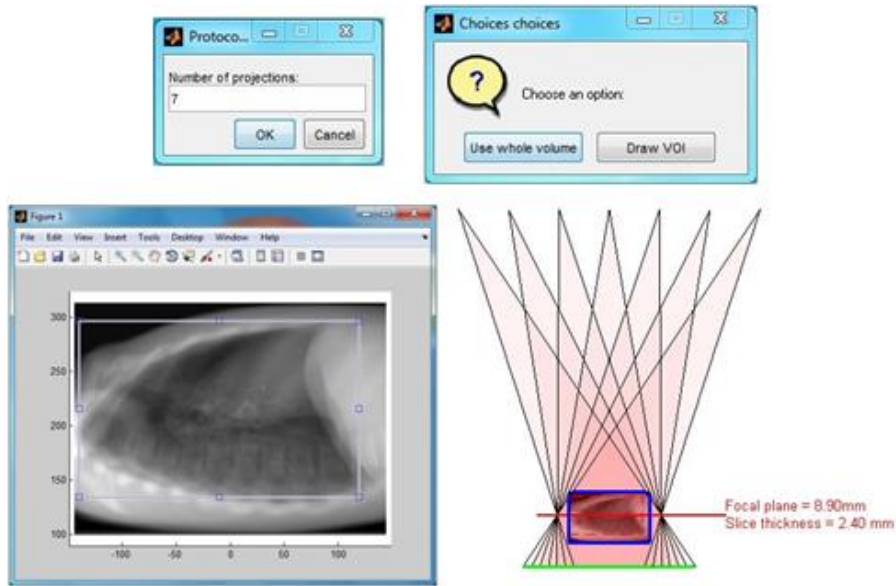 Protoco...
Number of projections:
7
OK
Cancel
Choices choices
?
Choose an option:
Use whole volume
Draw VOI
Figure 1
File Edit View Insert Tools Desktop Window Help
300
250
200
150
100
-100 -50 0 50 100
Focal plane = 8.90mm
Slice thickness = 2.40 mm